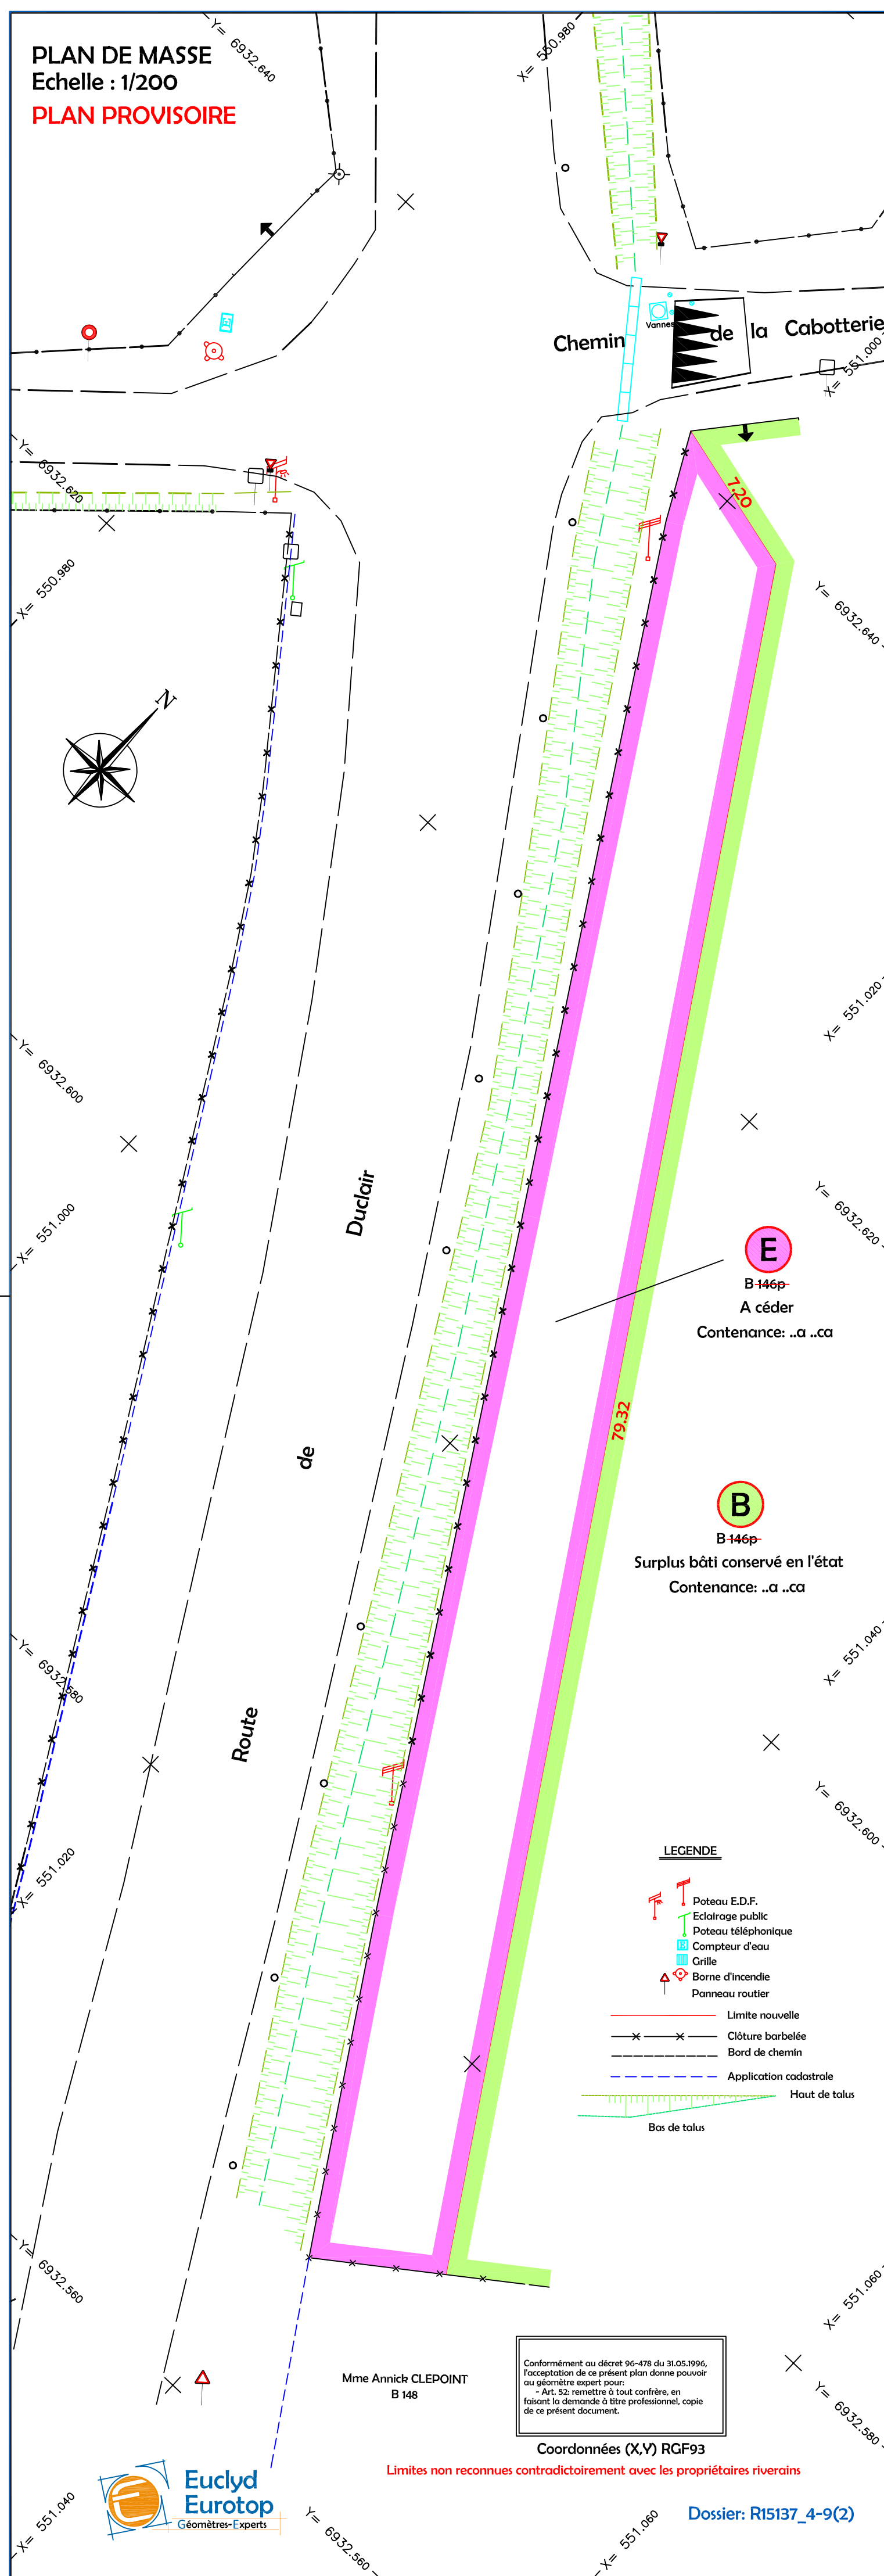 PLAN DE MASSE
Echelle : 1/200
PLAN PROVISOIRE
Y= 6932.640
X= 550.980
Vannes
Chemin de la Cabotterie
X= 551.000
Y= 6932.620
7.20
X= 550.980
Y= 6932.640
N
X= 551.020
Y= 6932.600
Duclair
X= 551.000
Y= 6932.620
E
B 146p
A céder
Contenance: ..a ..ca
79.32
de
B
B 146p
Surplus bâti conservé en l'état
Contenance: ..a ..ca
Y= 6932.680
X= 551.040
Route
Y= 6932.600
X= 551.020
LEGENDE
Poteau E.D.F.
Eclairage public
Poteau téléphonique
Compteur d'eau
Grille
Borne d'incendie
Panneau routier
Limite nouvelle
Clôture barbelée
Bord de chemin
Application cadastrale
Haut de talus
Bas de talus
Y= 6932.560
X= 551.060
Mme Annick CLEPOINT
B 148
Conformément au décret 96-478 du 31.05.1996,
l'acceptation de ce présent plan donne pouvoir
au géomètre expert pour:
- Art. 52: remettre à tout confrère, en
faisant la demande à titre professionnel, copie
de ce présent document.
Y= 6932.580
Coordonnées (X,Y) RGF93
Limites non reconnues contradictoirement avec les propriétaires riverains
Euclyd
Eurotop
Géomètres-Experts
Dossier: R15137_4-9(2)
X= 551.040
Y= 6932.560
X= 551.060